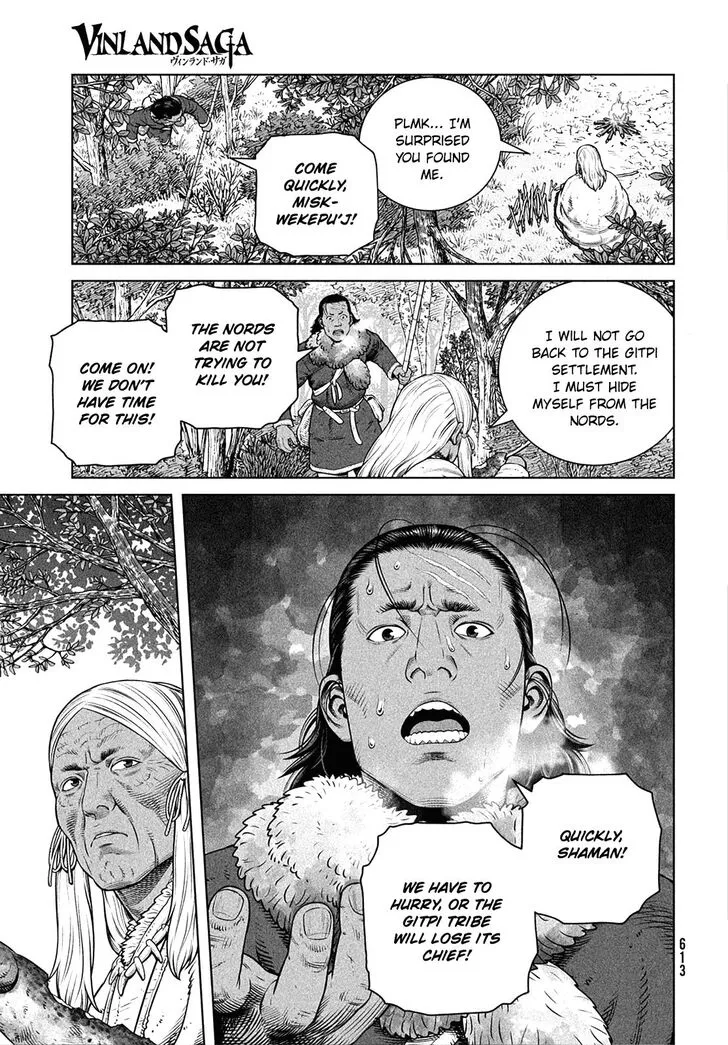 VINLAND SAGA
ヴィンランド・サガ
PLMK... I'M
SURPRISED
YOU FOUND
ME.
COME
QUICKLY,
MISK-
WEKEPU'J!
I WILL NOT GO
BACK TO THE GITPI
SETTLEMENT.
I MUST HIDE
MYSELF FROM THE
NORDS.
THE NORDS
ARE NOT
TRYING TO
KILL YOU!
COME ON!
WE DON'T
HAVE TIME
FOR THIS!
QUICKLY,
SHAMAN!
WE HAVE TO
HURRY, OR THE
GITPI TRIBE
WILL LOSE ITS
CHIEF!
613